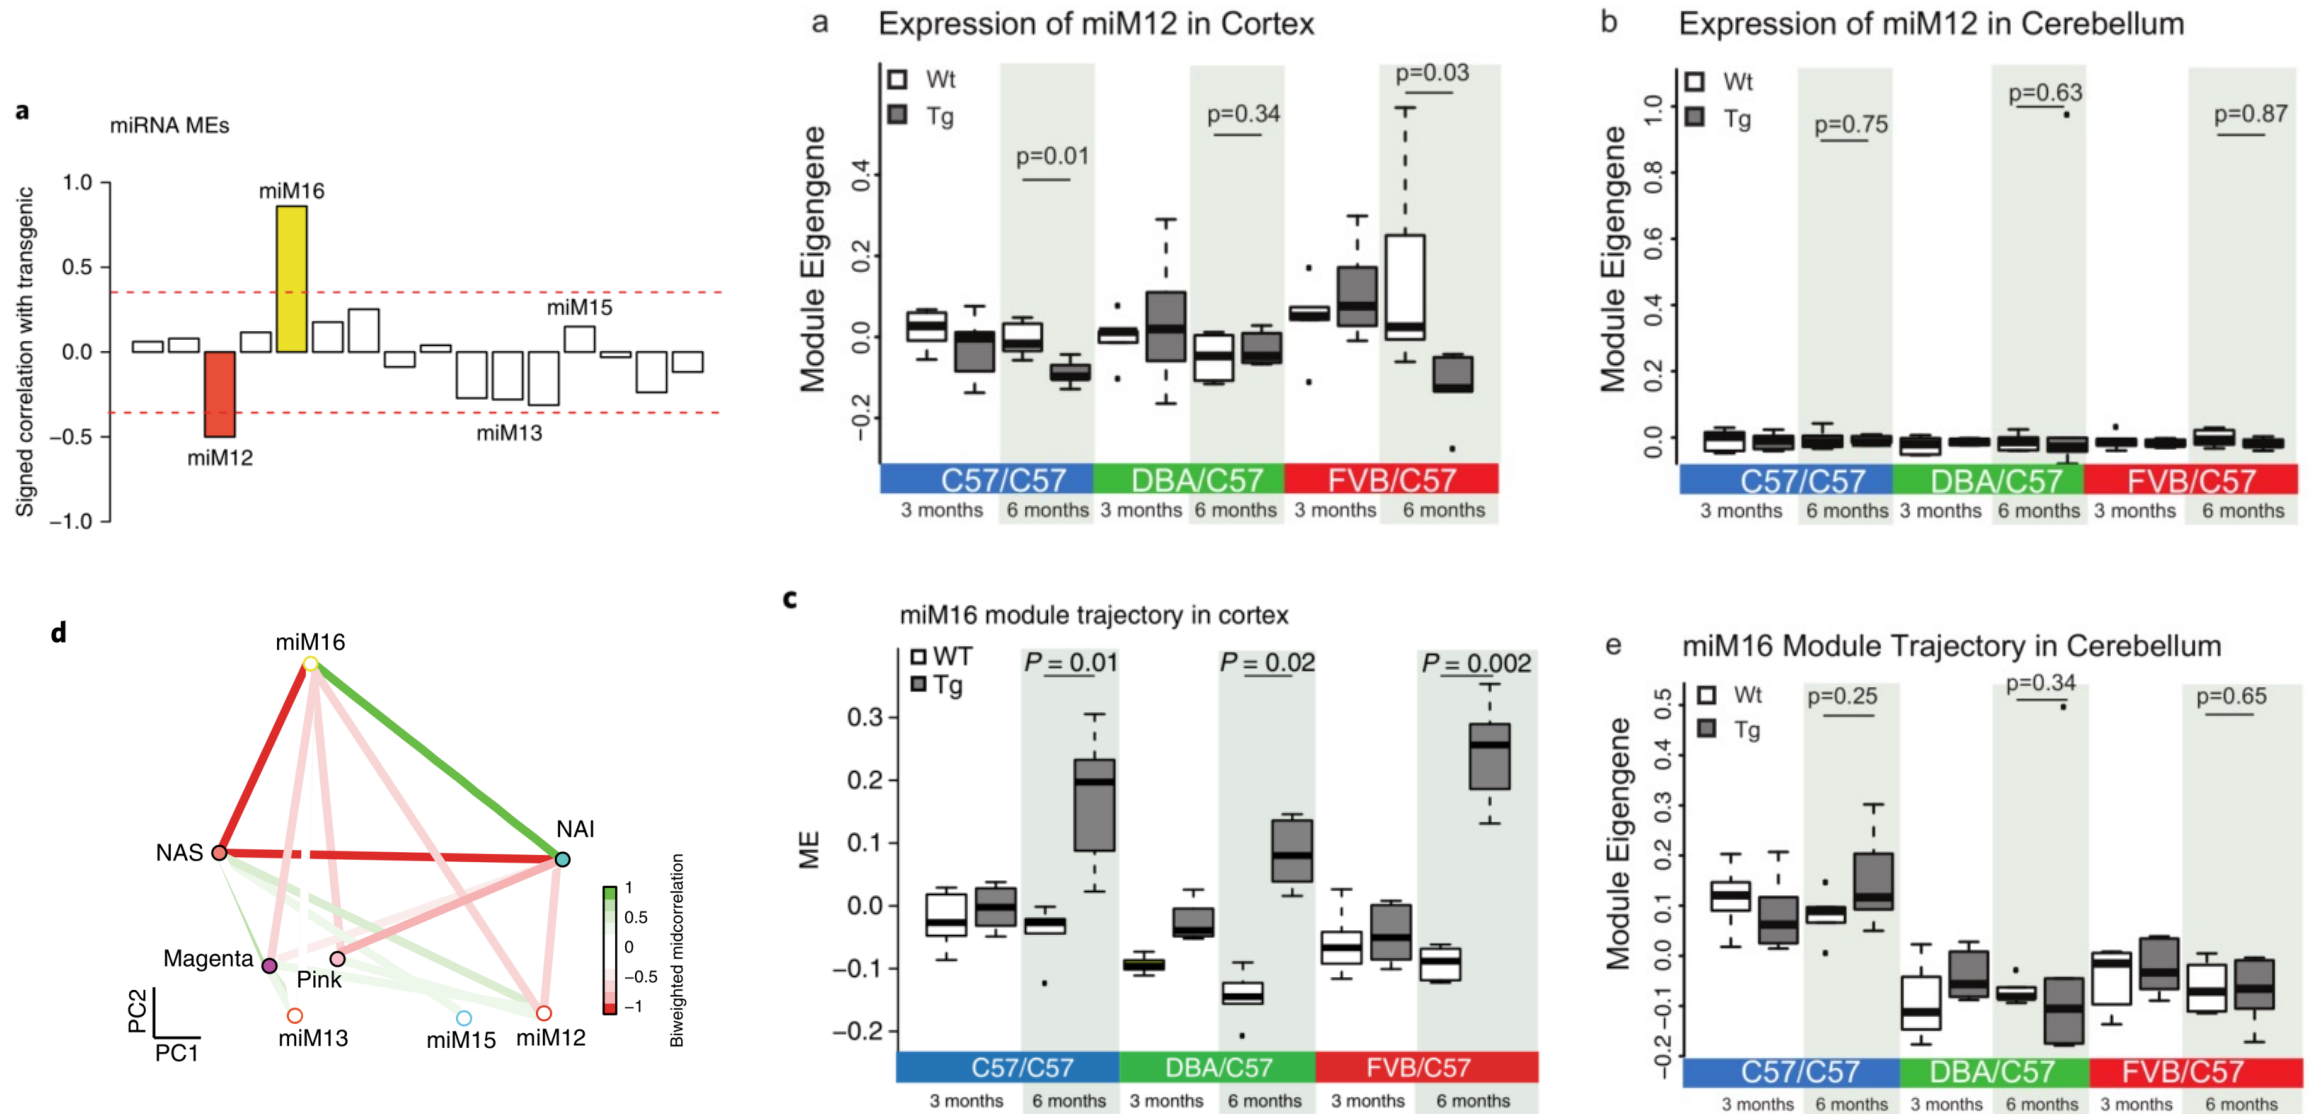 a
miRNA MEs
Signed correlation with transgenic
1.0
0.5
0.0
−0.5
−1.0
miM16
miM12
miM15
miM13
a Expression of miM12 in Cortex
Wt
Tg
Module Eigengene
0.4
0.2
0.0
−0.2
p=0.01
p=0.34
p=0.03
C57/C57 DBA/C57 FVB/C57
3 months 6 months 3 months 6 months 3 months 6 months
b Expression of miM12 in Cerebellum
Wt
Tg
Module Eigengene
1.0
0.8
0.6
0.4
0.2
0.0
p=0.75
p=0.63
p=0.87
C57/C57 DBA/C57 FVB/C57
3 months 6 months 3 months 6 months 3 months 6 months
d
miM16
NAS
NAI
Magenta
Pink
miM13
miM15
miM12
PC2
PC1
1
0.5
0
−0.5
−1
Biweighted midcorrelation
c
miM16 module trajectory in cortex
WT
Tg
ME
0.3
0.2
0.1
0.0
−0.1
−0.2
P = 0.01
P = 0.02
P = 0.002
C57/C57 DBA/C57 FVB/C57
3 months 6 months 3 months 6 months 3 months 6 months
e miM16 Module Trajectory in Cerebellum
Wt
Tg
Module Eigengene
0.5
0.4
0.3
0.2
0.1
0.0
−0.1
−0.2
p=0.25
p=0.34
p=0.65
C57/C57 DBA/C57 FVB/C57
3 months 6 months 3 months 6 months 3 months 6 months